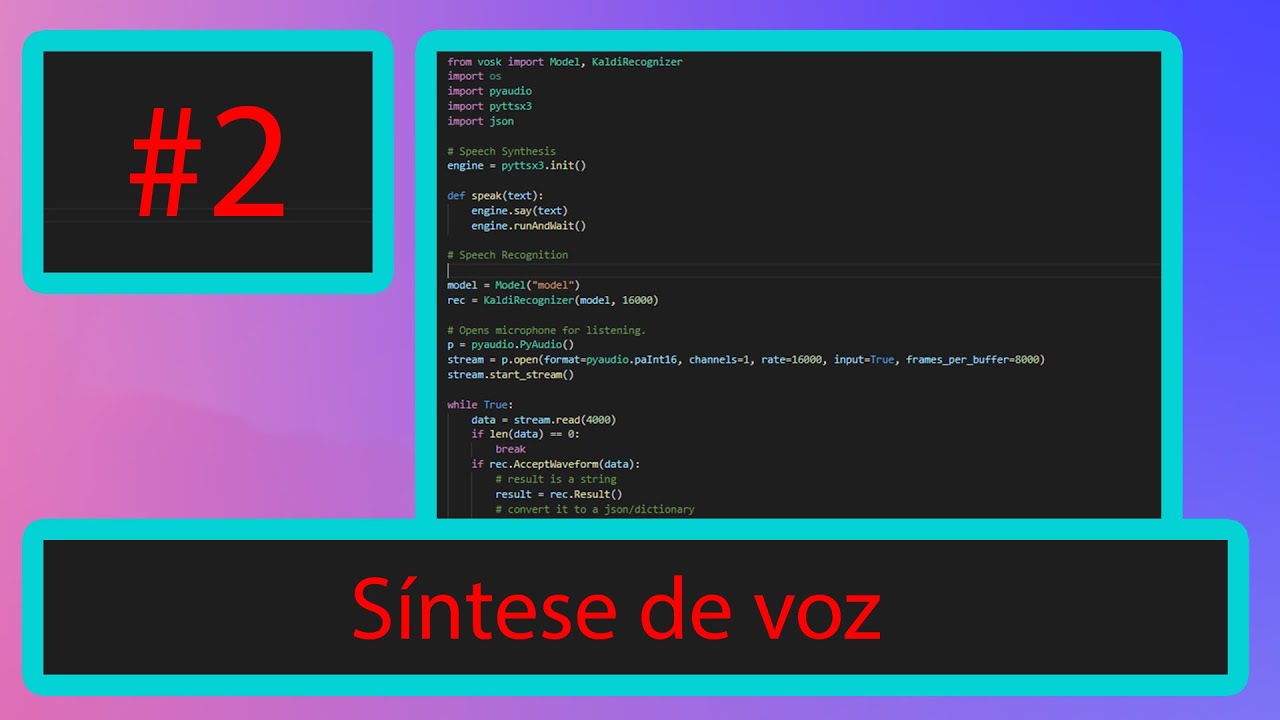 #2
from vosk import Model, KaldiRecognizer
import os
import pyaudio
import pyttsx3
import json
# Speech Synthesis
engine = pyttsx3.init()
def speak(text):
engine.say(text)
engine.runAndWait()
# Speech Recognition
model = Model("model")
rec = KaldiRecognizer(model, 16000)
# Opens microphone for listening.
p = pyaudio.PyAudio()
stream = p.open(format=pyaudio.paInt16, channels=1, rate=16000, input=True, frames_per_buffer=8000)
stream.start_stream()
while True:
data = stream.read(4000)
if len(data) == 0:
break
if rec.AcceptWaveform(data):
# result is a string
result = rec.Result()
# convert it to a json/dictionary
Síntese de voz